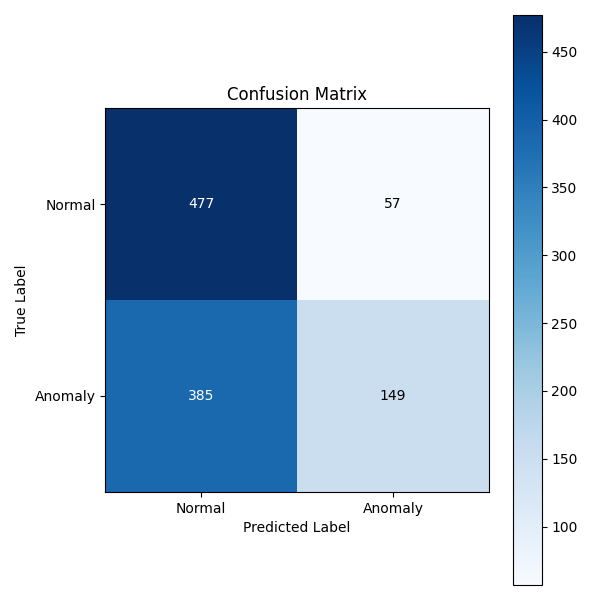 Confusion Matrix
True Label
Normal
477
57
Anomaly
385
149
Normal
Anomaly
Predicted Label
450
400
350
300
250
200
150
100